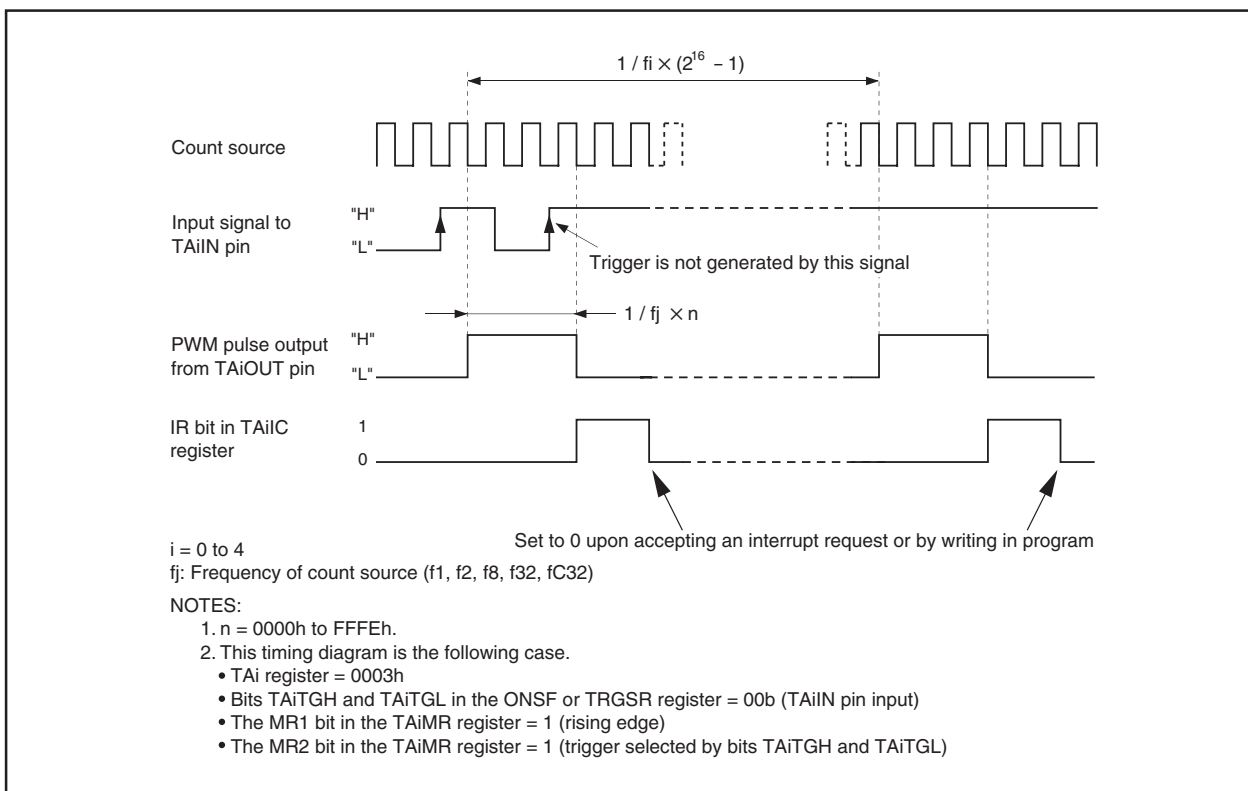 1 / fi × (2^16 – 1)
Count source
Input signal to
TAiIN pin
"H"
"L"
Trigger is not generated by this signal
1 / fj × n
PWM pulse output
from TAiOUT pin
"H"
"L"
IR bit in TAiIC
register
1
0
Set to 0 upon accepting an interrupt request or by writing in program
i = 0 to 4
fj: Frequency of count source (f1, f2, f8, f32, fC32)
NOTES:
1. n = 0000h to FFFEh.
2. This timing diagram is the following case.
• TAi register = 0003h
• Bits TAiTGH and TAiTGL in the ONSF or TRGSR register = 00b (TAiIN pin input)
• The MR1 bit in the TAiMR register = 1 (rising edge)
• The MR2 bit in the TAiMR register = 1 (trigger selected by bits TAiTGH and TAiTGL)